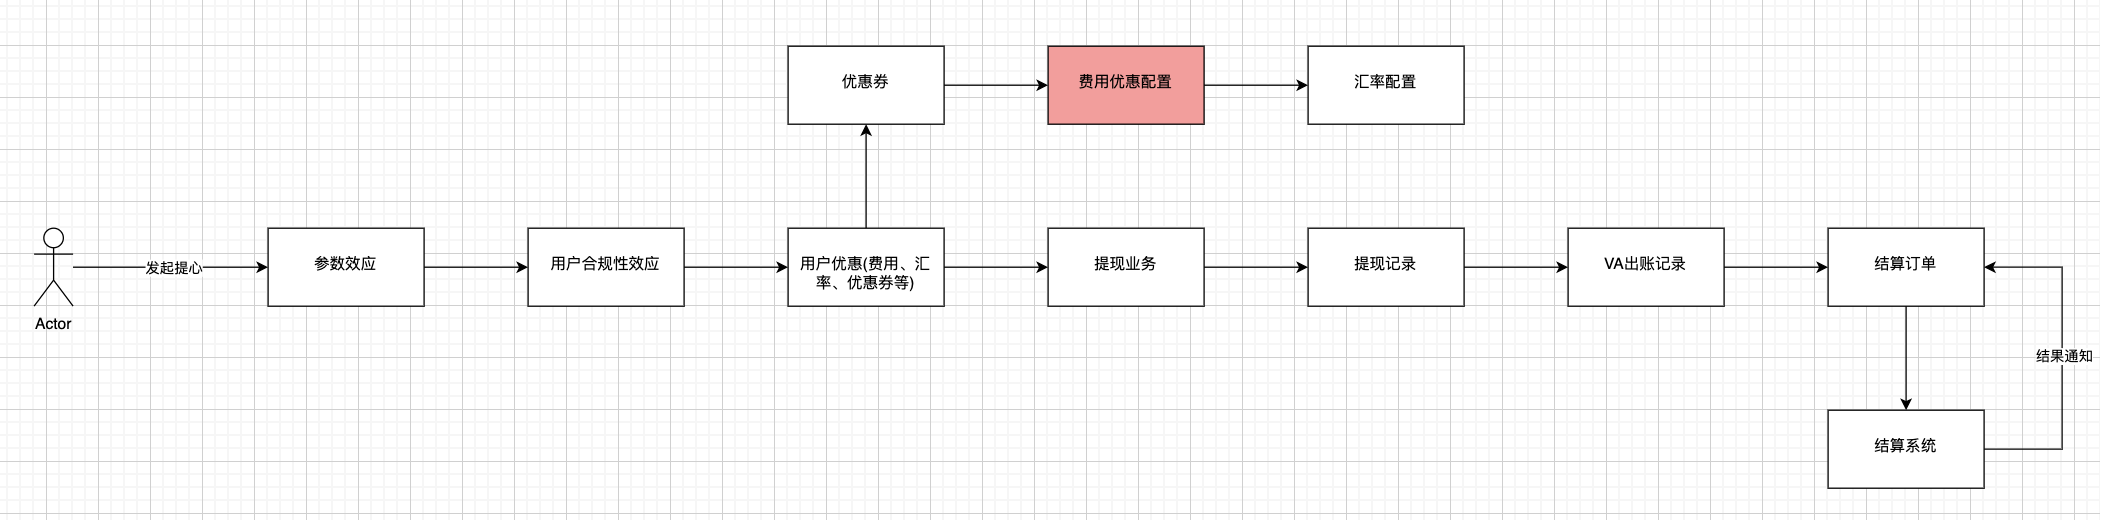 优惠券
费用优惠配置
汇率配置
发起提心
参数效应
用户合规性效应
用户优惠(费用、汇
率、优惠券等)
提现业务
提现记录
VA出账记录
结算订单
Actor
结果通知
结算系统